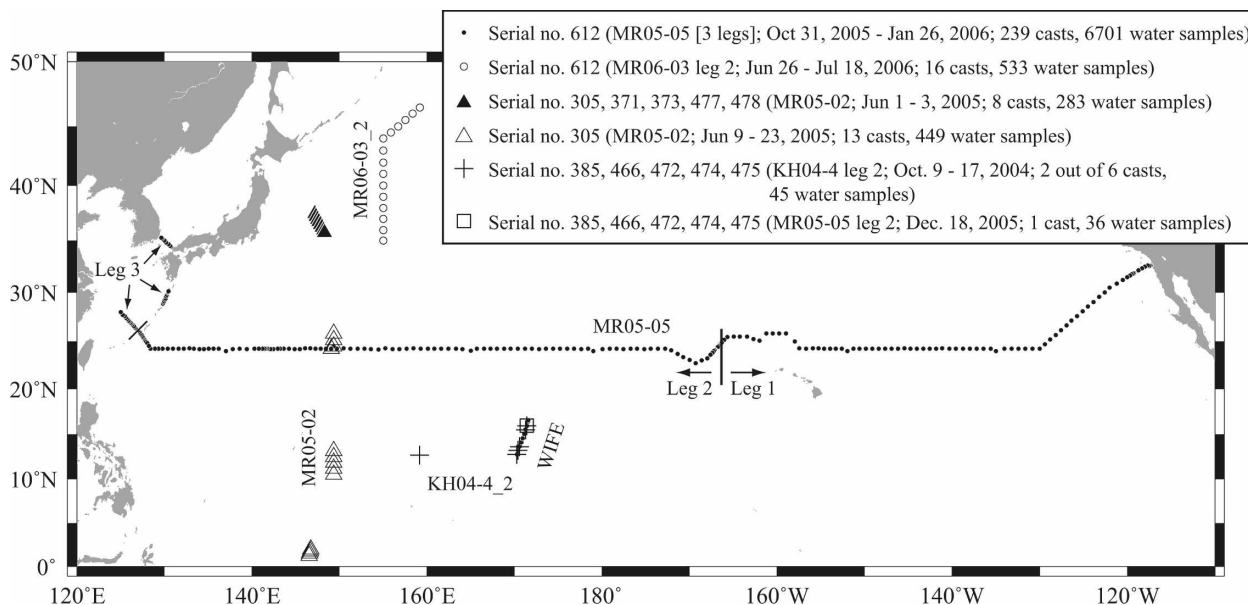 Serial no. 612 (MR05-05 [3 legs]; Oct 31, 2005 - Jan 26, 2006; 239 casts, 6701 water samples)
Serial no. 612 (MR06-03 leg 2; Jun 26 - Jul 18, 2006; 16 casts, 533 water samples)
Serial no. 305, 371, 373, 477, 478 (MR05-02; Jun 1 - 3, 2005; 8 casts, 283 water samples)
Serial no. 305 (MR05-02; Jun 9 - 23, 2005; 13 casts, 449 water samples)
Serial no. 385, 466, 472, 474, 475 (KH04-4 leg 2; Oct. 9 - 17, 2004; 2 out of 6 casts,
45 water samples)
Serial no. 385, 466, 472, 474, 475 (MR05-05 leg 2; Dec. 18, 2005; 1 cast, 36 water samples)
50°N
40°N
30°N
20°N
10°N
0°
MR06-03_2
Leg 3
MR05-05
Leg 2
Leg 1
MR05-02
WIFE
KH04-4_2
120°E
140°E
160°E
180°
160°W
140°W
120°W